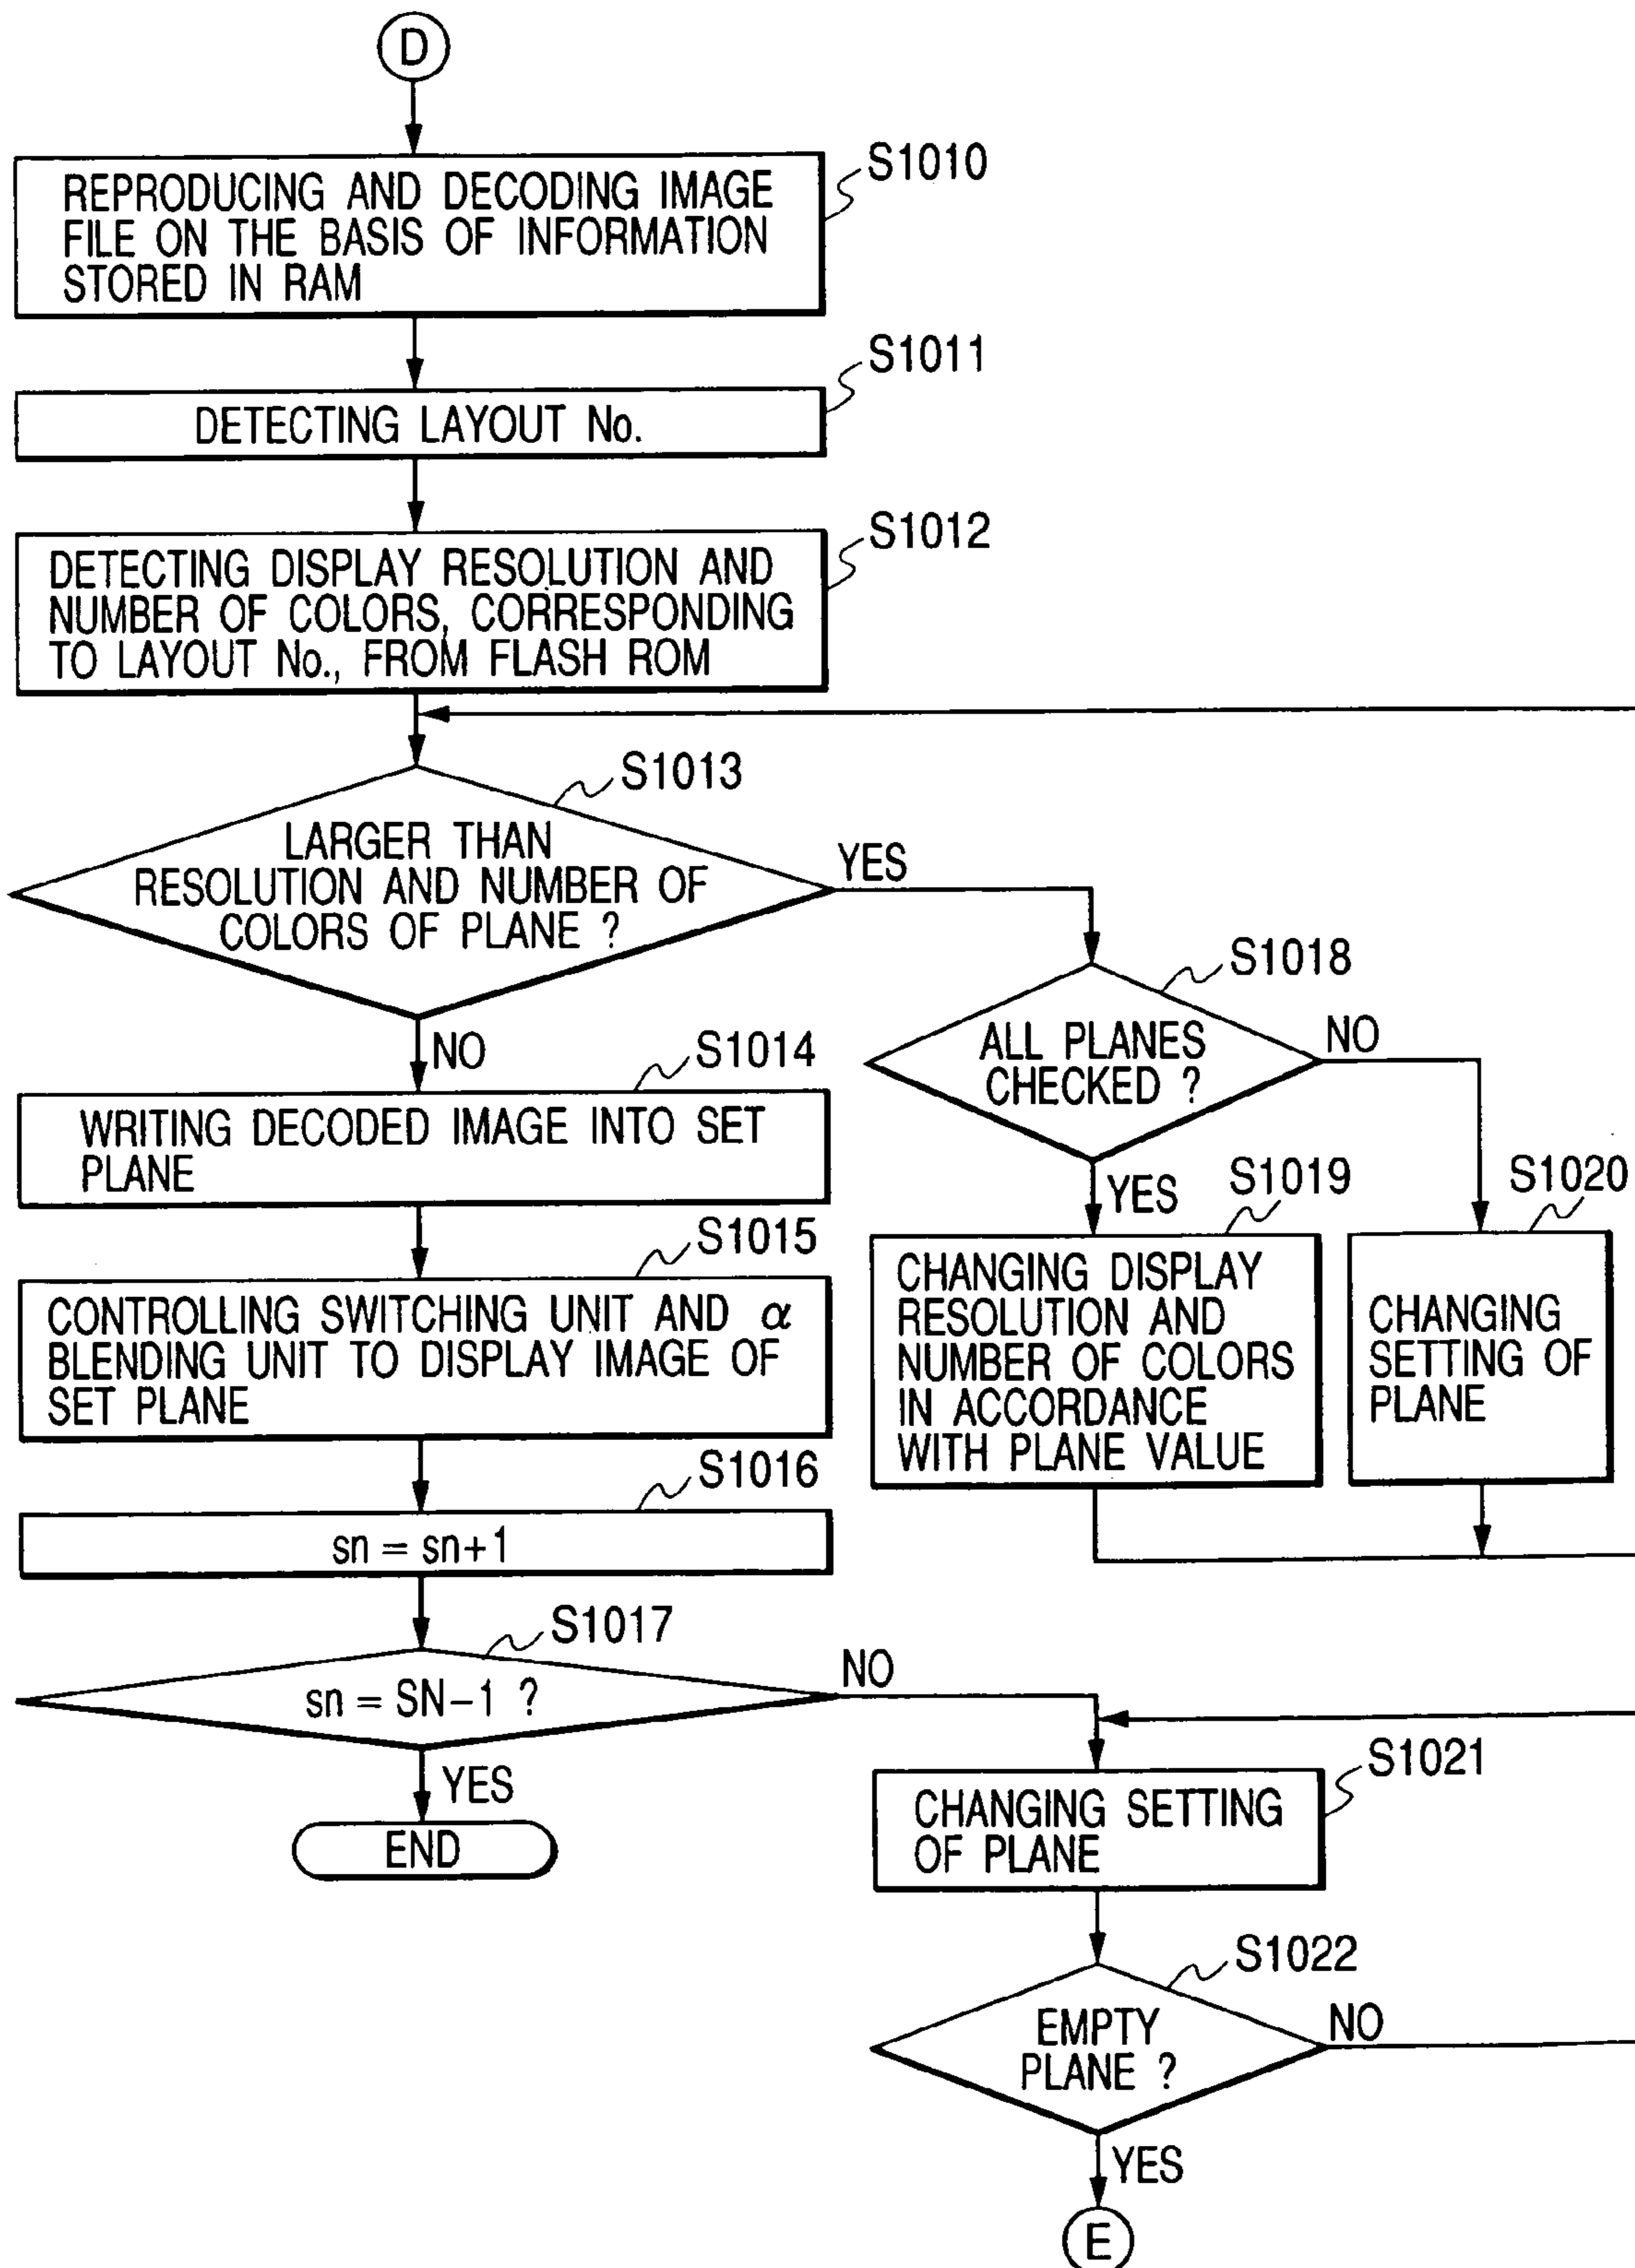 D
S1010
REPRODUCING AND DECODING IMAGE
FILE ON THE BASIS OF INFORMATION
STORED IN RAM
S1011
DETECTING LAYOUT No.
S1012
DETECTING DISPLAY RESOLUTION AND
NUMBER OF COLORS, CORRESPONDING
TO LAYOUT No., FROM FLASH ROM
S1013
LARGER THAN
RESOLUTION AND NUMBER OF
COLORS OF PLANE ?
YES
NO
S1018
ALL PLANES
CHECKED ?
NO
YES
S1014
WRITING DECODED IMAGE INTO SET
PLANE
S1015
CONTROLLING SWITCHING UNIT AND α
BLENDING UNIT TO DISPLAY IMAGE OF
SET PLANE
S1019
CHANGING DISPLAY
RESOLUTION AND
NUMBER OF COLORS
IN ACCORDANCE
WITH PLANE VALUE
S1020
CHANGING
SETTING OF
PLANE
S1016
sn = sn+1
S1017
sn = SN-1 ?
NO
YES
END
S1021
CHANGING SETTING
OF PLANE
S1022
EMPTY
PLANE ?
NO
YES
E